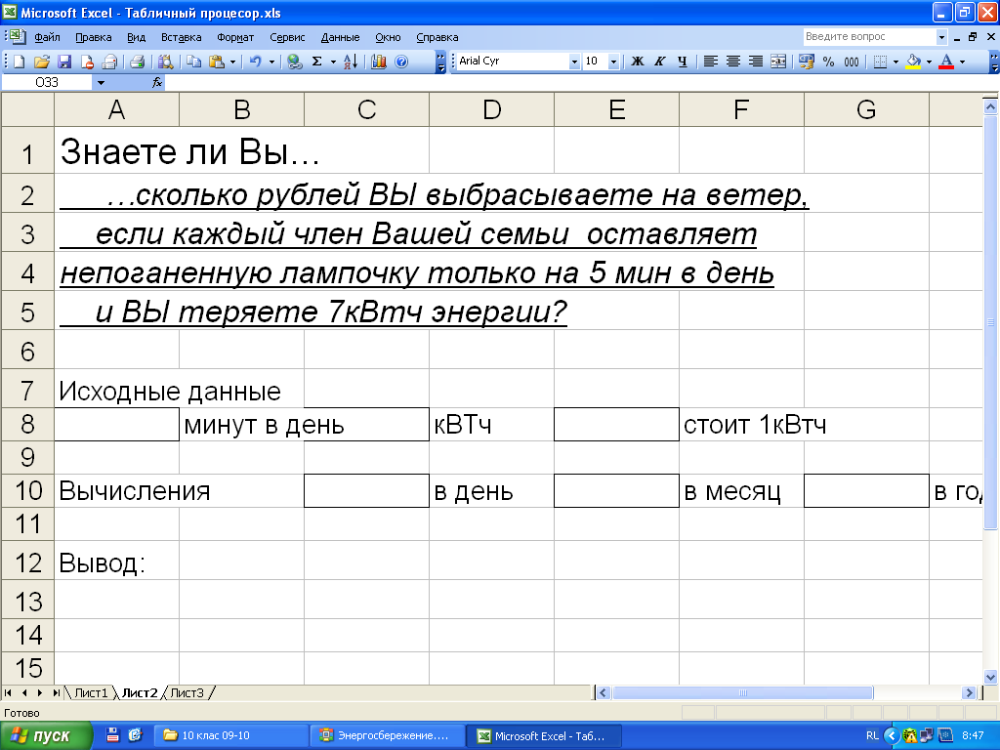 Microsoft Excel - Табличный процесор.xls
Файл Правка Вид Вставка Формат Сервис Данные Окно Справка Введите вопрос
Arial Cyr 10 Ж К Ч % 000 А
O33 fx
A B C D E F G
1 Знаете ли Вы...
2 ...сколько рублей ВЫ выбрасываете на ветер,
3 если каждый член Вашей семьи оставляет
4 непоганенную лампочку только на 5 мин в день
5 и ВЫ теряете 7кВтч энергии?
6
7 Исходные данные
8 минут в день кВТч стоит 1кВтч
9
10 Вычисления в день в месяц в год
11
12 Вывод:
13
14
15
Лист1 Лист2 Лист3
Готово
пуск 10 клас 09-10 Энергосбережение.... Microsoft Excel - Таб... RL 8:47